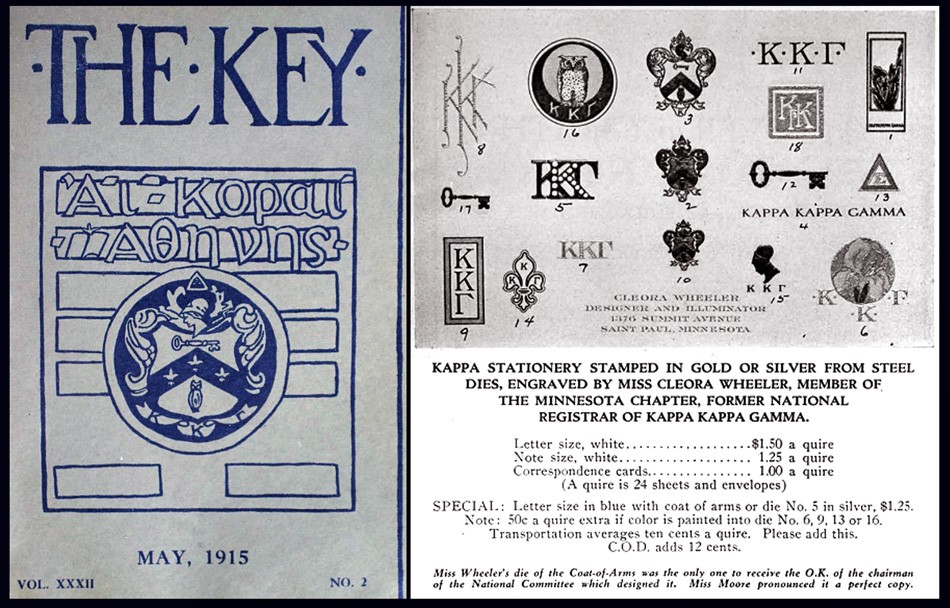 ·THE·KEY·
Ἁι·κοραι
Αθηνης·
Κ Κ Γ
MAY, 1915
VOL. XXXII NO. 2
ΚΚΓ
8
Κ Κ Γ
16
3
·Κ·Κ·Γ
11
ΚΚΓ
18
1
17
ΚΚΓ
5
2
12
13
KAPPA KAPPA GAMMA
4
Κ
Κ
Γ
9
Κ
Κ Γ
14
ΚΚΓ
7
10
Κ Κ Γ
15
·Κ· Γ
·Κ·
6
CLEORA WHEELER
DESIGNER AND ILLUMINATOR
1376 SUMMIT AVENUE
SAINT PAUL, MINNESOTA
KAPPA STATIONERY STAMPED IN GOLD OR SILVER FROM STEEL
DIES, ENGRAVED BY MISS CLEORA WHEELER, MEMBER OF
THE MINNESOTA CHAPTER, FORMER NATIONAL
REGISTRAR OF KAPPA KAPPA GAMMA.
Letter size, white...................$1.50 a quire
Note size, white..................... 1.25 a quire
Correspondence cards................. 1.00 a quire
(A quire is 24 sheets and envelopes)
SPECIAL: Letter size in blue with coat of arms or die No. 5 in silver, $1.25.
Note: 50c a quire extra if color is painted into die No. 6, 9, 13 or 16.
Transportation averages ten cents a quire. Please add this.
C.O.D. adds 12 cents.
Miss Wheeler's die of the Coat-of-Arms was the only one to receive the O.K. of the chairman
of the National Committee which designed it. Miss Moore pronounced it a perfect copy.